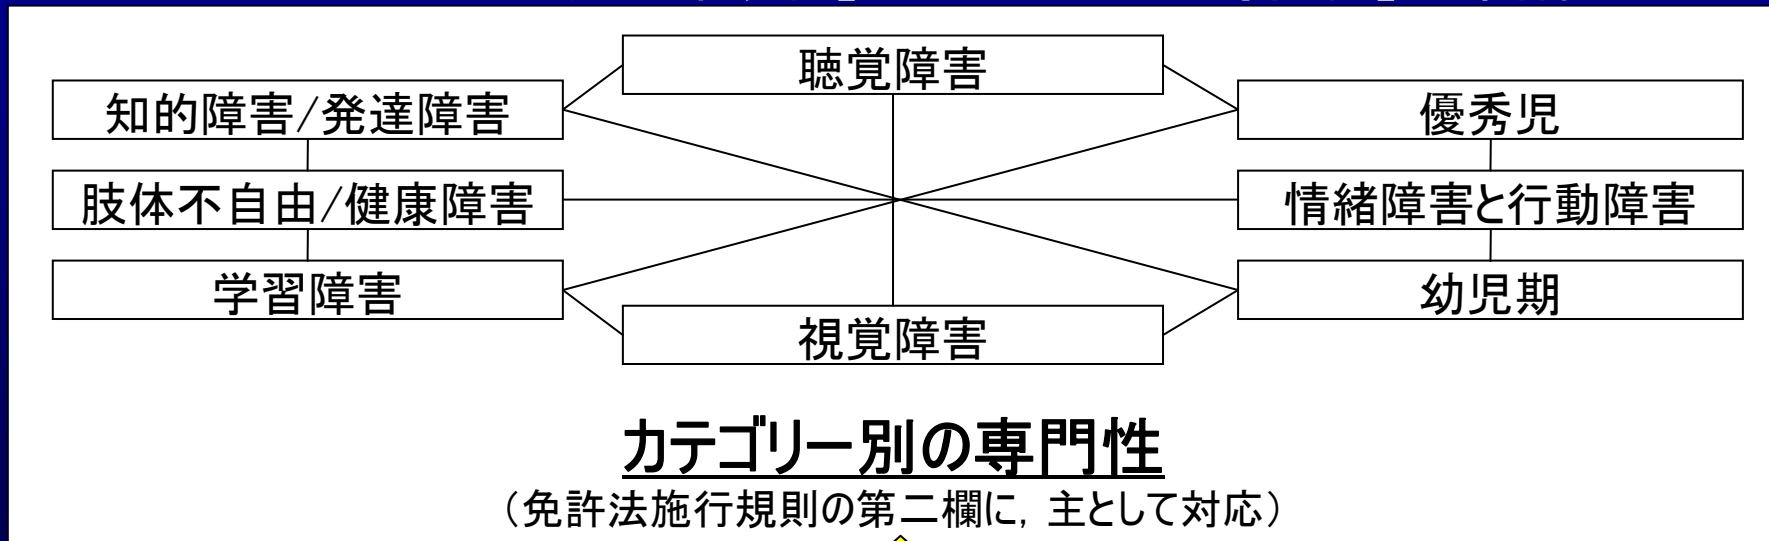 聴覚障害
知的障害/発達障害
優秀児
肢体不自由/健康障害
情緒障害と行動障害
学習障害
幼児期
視覚障害
カテゴリー別の専門性
（免許法施行規則の第二欄に，主として対応）